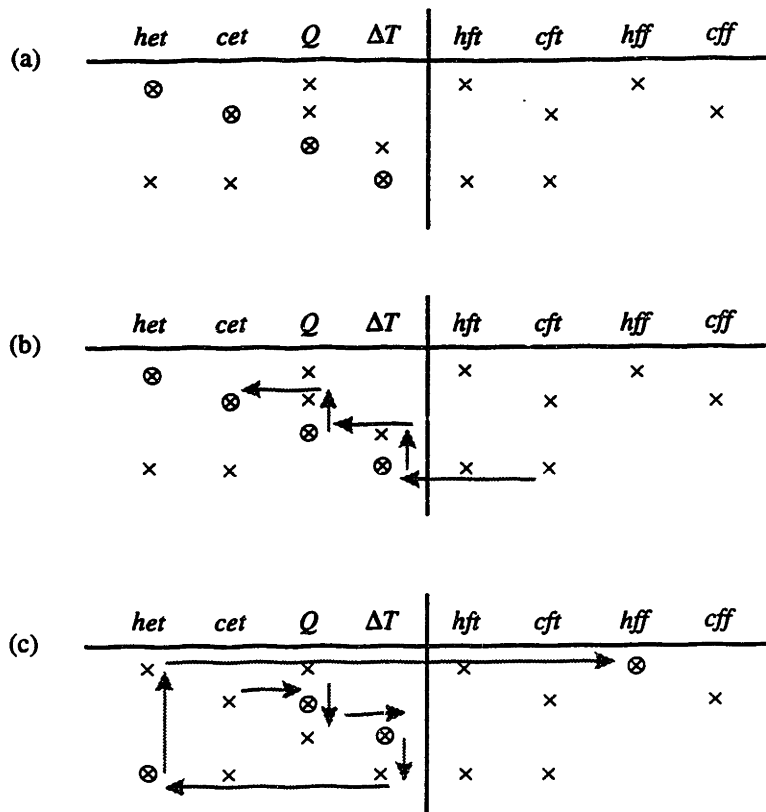 het cet Q ΔT hft cft hff cff
(a)
⊗ × × ×
⊗ × × ×
⊗ ×
× × ⊗ × ×
het cet Q ΔT hft cft hff cff
(b)
⊗ × × ×
⊗ × × ×
⊗ ×
× × ⊗ × ×
het cet Q ΔT hft cft hff cff
(c)
× × × ⊗
× ⊗ × ×
× ⊗
⊗ × × × ×